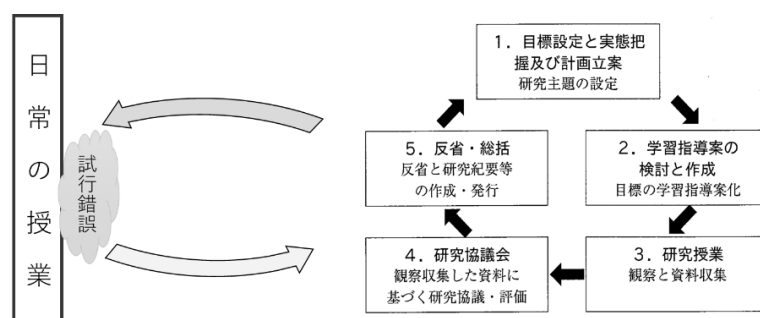 日常の授業
試行錯誤
1．目標設定と実態把
握及び計画立案
研究主題の設定
2．学習指導案の
検討と作成
目標の学習指導案化
3．研究授業
観察と資料収集
4．研究協議会
観察収集した資料に
基づく研究協議・評価
5．反省・総括
反省と研究紀要等
の作成・発行